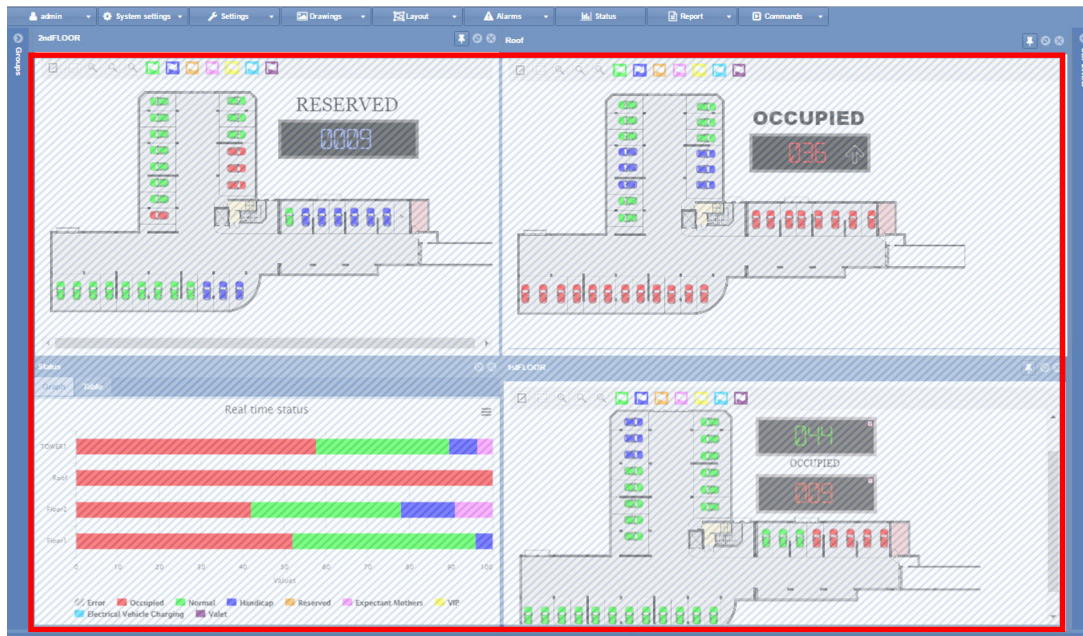 admin System settings Settings Drawings Layout Alarms Status Report Commands
Groups
2ndFLOOR
RESERVED
0009
Roof
OCCUPIED
036
Status
Graph Table
Real time status
TOWER1
Roof
Floor2
Floor1
0 10 20 30 40 50 60 70 80 90 100
Values
Error Occupied Normal Handicap Reserved Expectant Mothers VIP
Electrical Vehicle Charging Valet
1stFLOOR
044
OCCUPIED
005